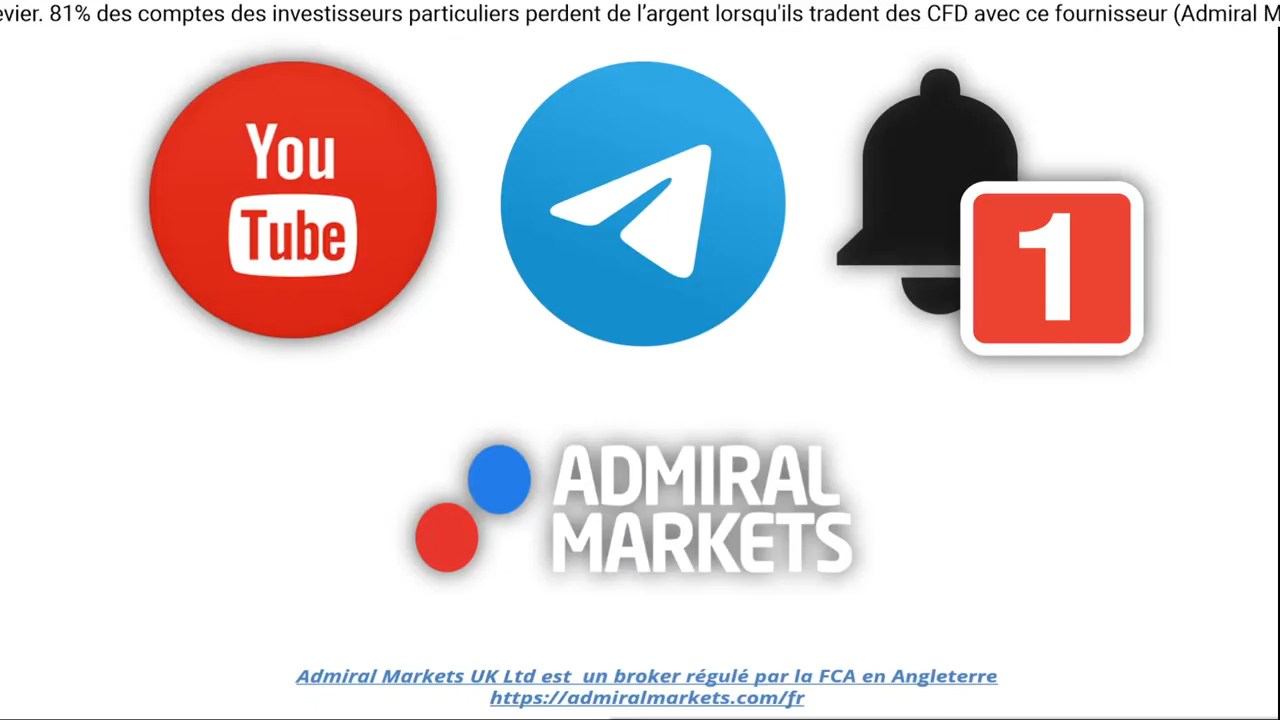 81% des comptes des investisseurs particuliers perdent de l’argent lorsqu'ils tradent des CFD avec ce fournisseur (Admiral
You
Tube
1
ADMIRAL
MARKETS
Admiral Markets UK Ltd est un broker régulé par la FCA en Angleterre
https://admiralmarkets.com/fr